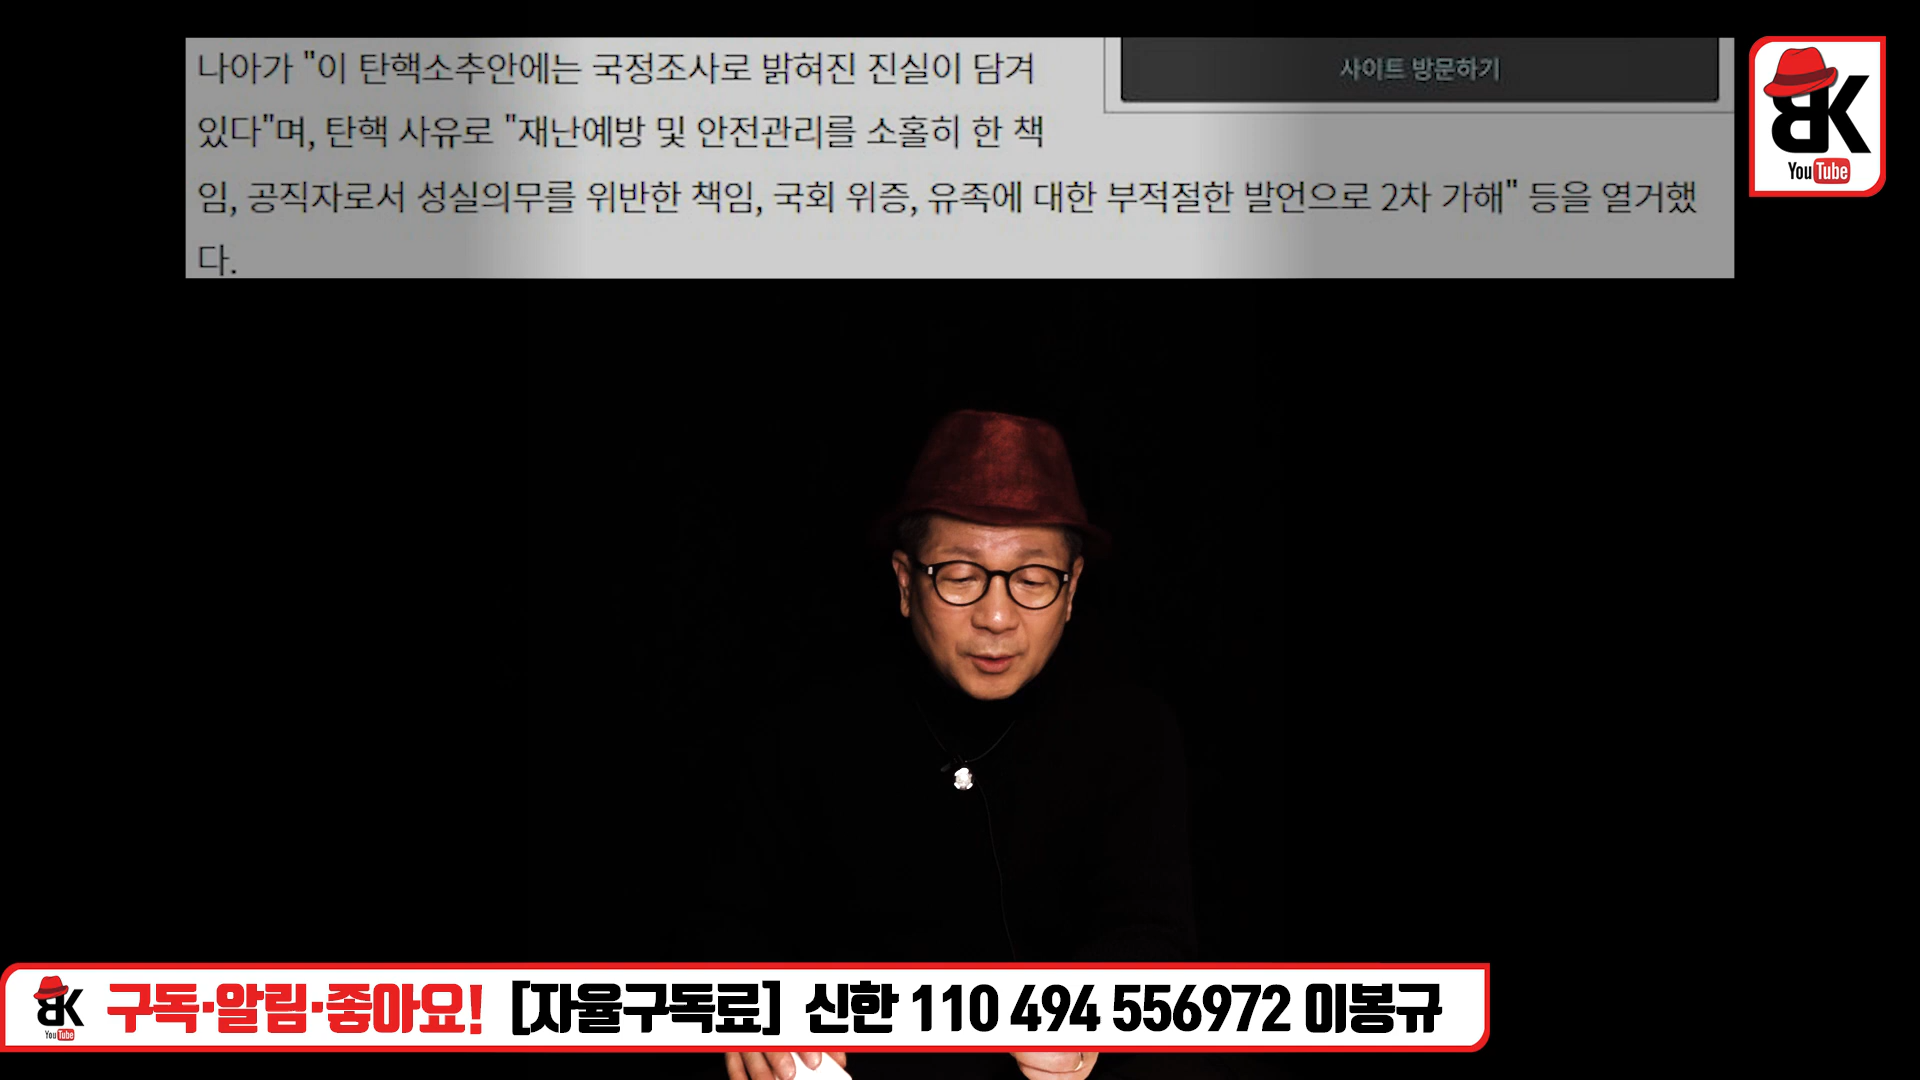 나아가 "이 탄핵소추안에는 국정조사로 밝혀진 진실이 담겨
있다"며, 탄핵 사유로 "재난예방 및 안전관리를 소홀히 한 책
임, 공직자로서 성실의무를 위반한 책임, 국회 위증, 유족에 대한 부적절한 발언으로 2차 가해" 등을 열거했
다.
사이트 방문하기
BK
YouTube
BK
YouTube
구독·알림·좋아요! [자율구독료] 신한 110 494 556972 이봉규